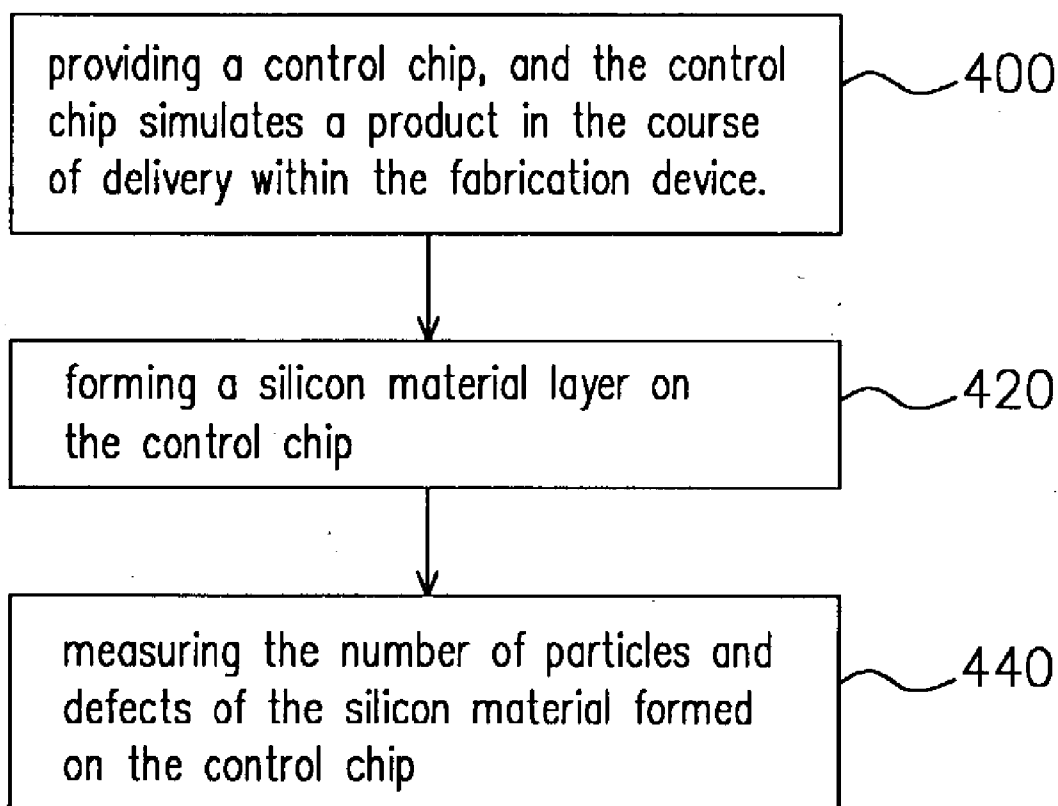 providing a control chip, and the control
chip simulates a product in the course
of delivery within the fabrication device.
400
forming a silicon material layer on
the control chip
420
measuring the number of particles and
defects of the silicon material formed
on the control chip
440